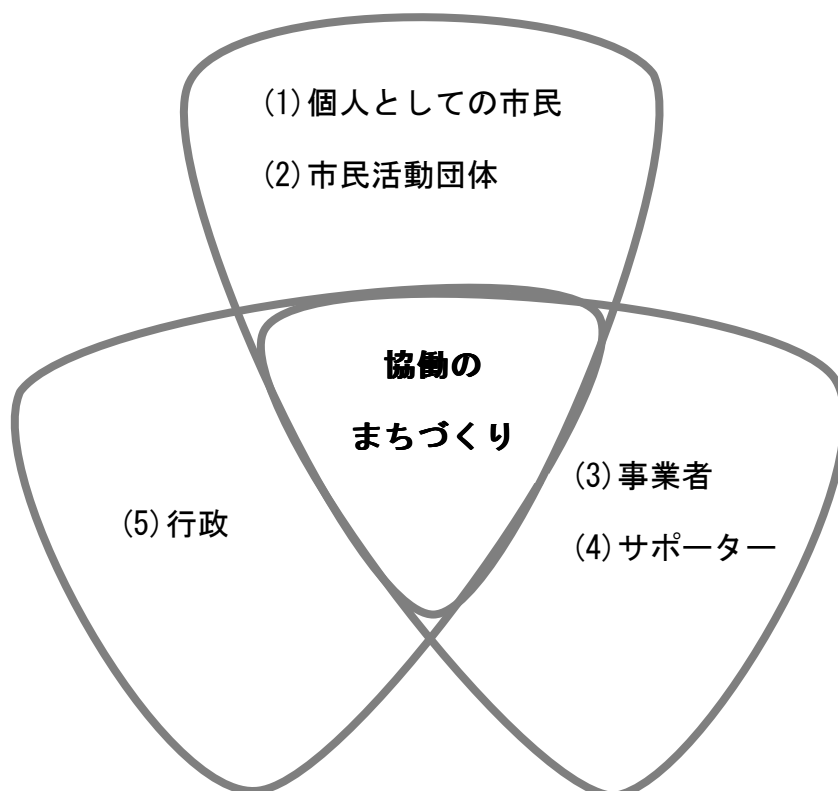 (1)個人としての市民
(2)市民活動団体
協働の
まちづくり
(3)事業者
(5)行政
(4)サポーター